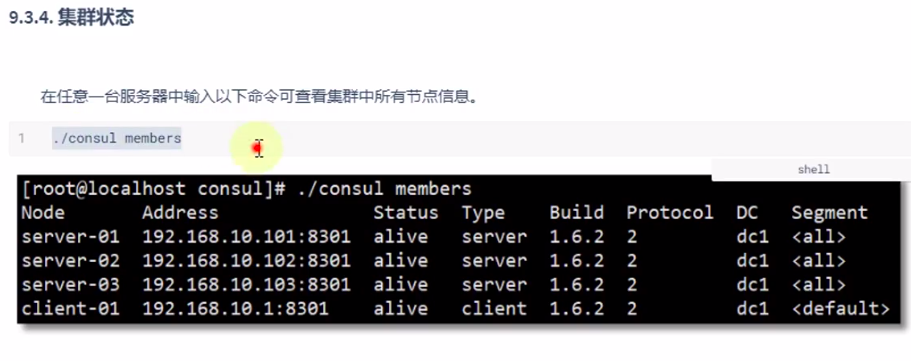 9.3.4. 集群状态
在任意一台服务器中输入以下命令可查看集群中所有节点信息。
1 ./consul members
shell
[root@localhost consul]# ./consul members
Node Address Status Type Build Protocol DC Segment
server-01 192.168.10.101:8301 alive server 1.6.2 2 dc1 <all>
server-02 192.168.10.102:8301 alive server 1.6.2 2 dc1 <all>
server-03 192.168.10.103:8301 alive server 1.6.2 2 dc1 <all>
client-01 192.168.10.1:8301 alive client 1.6.2 2 dc1 <default>